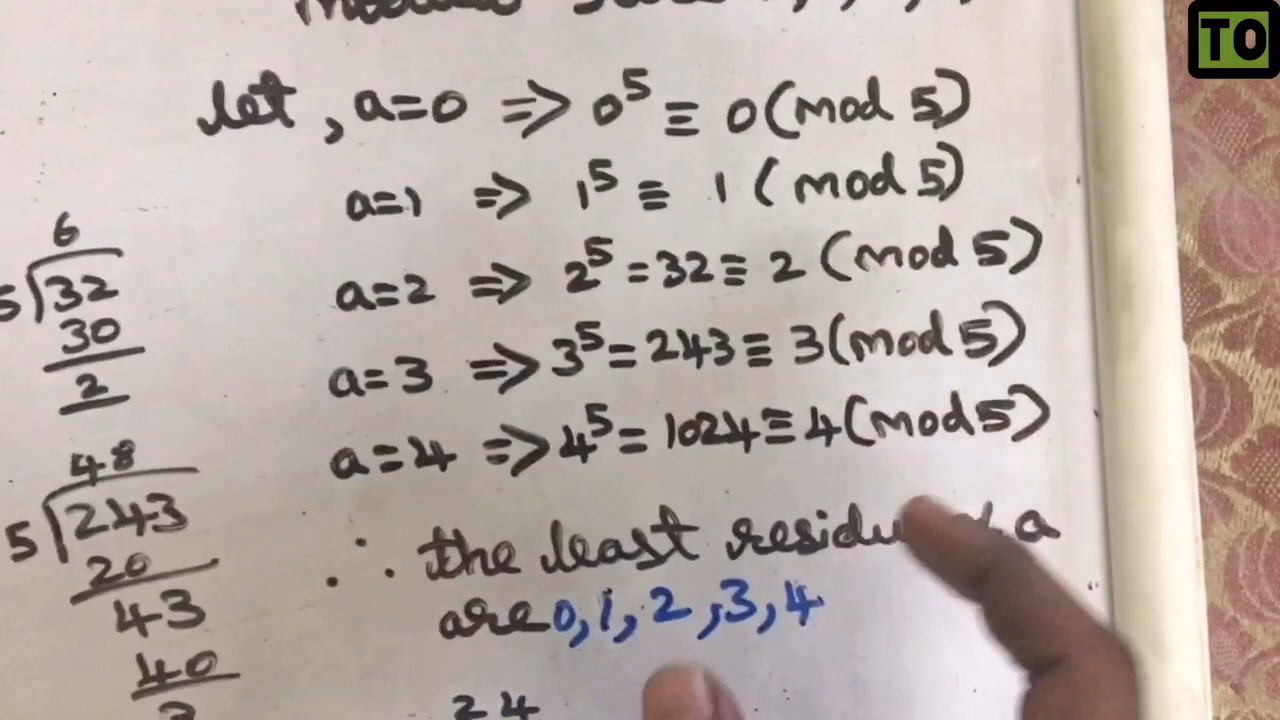 TO
let, a=0 ⇒ 0⁵ ≡ 0(mod 5)
a=1 ⇒ 1⁵ ≡ 1 (mod 5)
a=2 ⇒ 2⁵ = 32 ≡ 2 (mod 5)
a=3 ⇒ 3⁵ = 243 ≡ 3(mod 5)
a=4 ⇒ 4⁵ = 1024 ≡ 4(mod 5)
∴ the least a
are 0, 1, 2, 3, 4
24
6
5)32
30
2
48
5)243
20
43
40